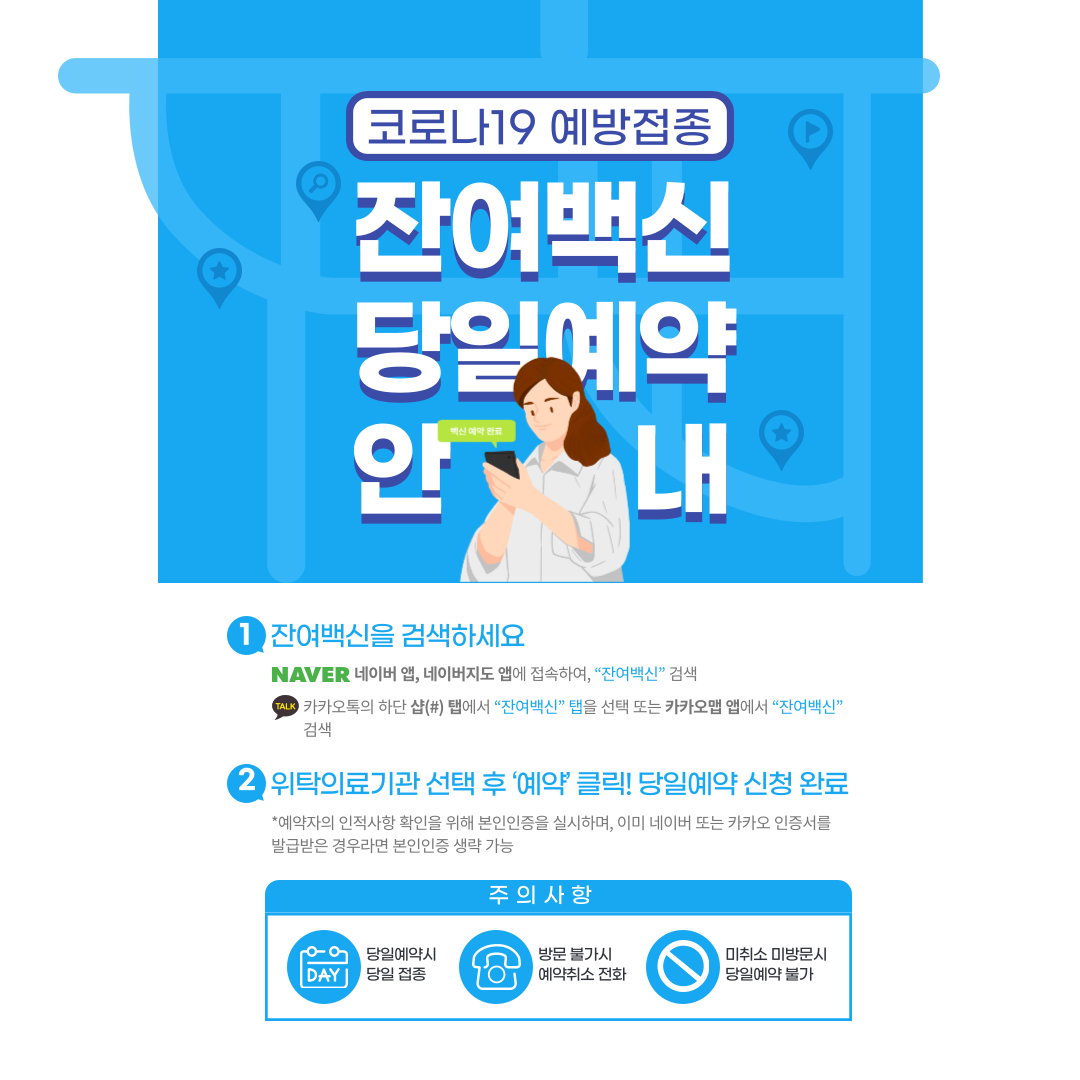 코로나19 예방접종
잔여백신
당일예약
안 내
백신 예약 완료
1 잔여백신을 검색하세요
NAVER 네이버 앱, 네이버지도 앱에 접속하여, “잔여백신” 검색
TALK 카카오톡의 하단 샵(#) 탭에서 “잔여백신” 탭을 선택 또는 카카오맵 앱에서 “잔여백신”
검색
2 위탁의료기관 선택 후 ‘예약’ 클릭! 당일예약 신청 완료
*예약자의 인적사항 확인을 위해 본인인증을 실시하며, 이미 네이버 또는 카카오 인증서를
발급받은 경우라면 본인인증 생략 가능
주 의 사 항
DAY
당일예약시
당일 접종
방문 불가시
예약취소 전화
미취소 미방문시
당일예약 불가